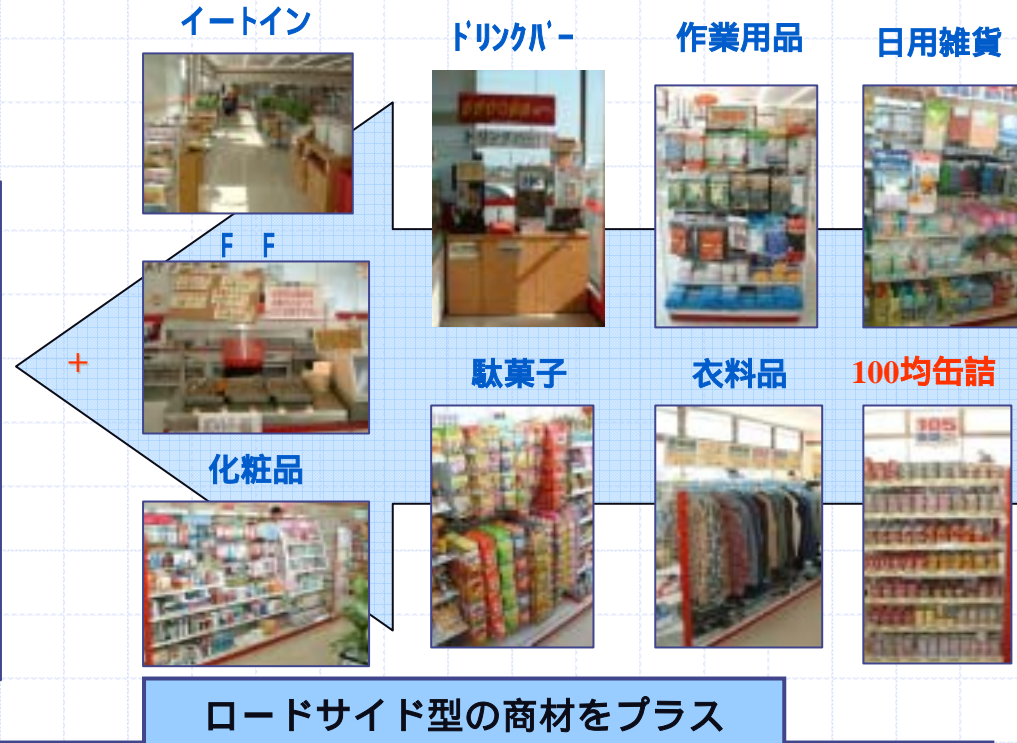 イートイン
ﾄﾞﾘﾝｸﾊﾞｰ
作業用品
日用雑貨
Ｆ Ｆ
+
駄菓子
衣料品
100均缶詰
105
化粧品
ロードサイド型の商材をプラス